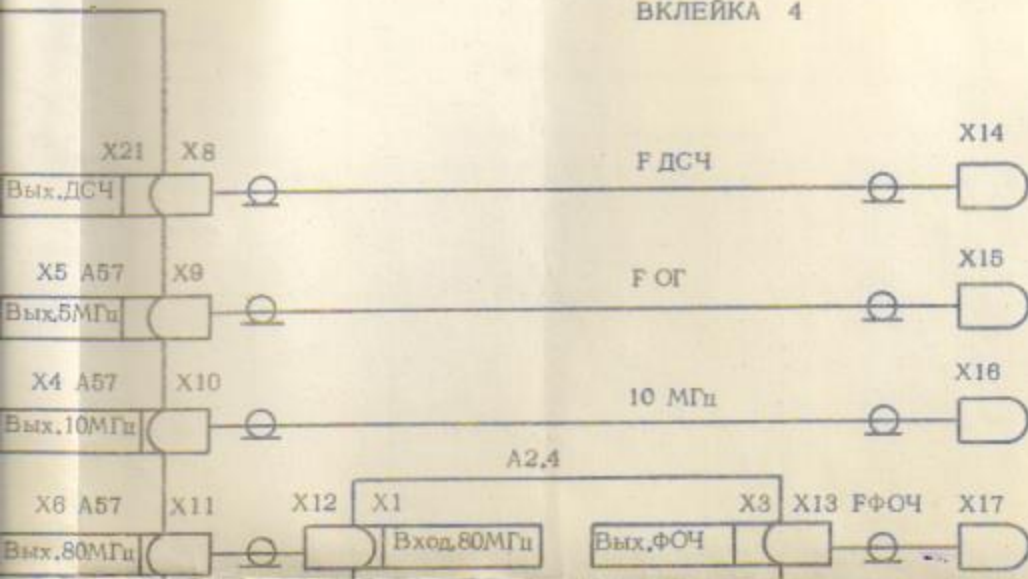 ВКЛЕЙКА 4
X14
X21 X8
F ДСЧ
Вых.ДСЧ
X15
X5 A57 X9
F ОГ
Вых.5МГц
X16
X4 A57 X10
10 МГц
Вых.10МГц
A2.4
X6 A57 X11 X12 X1 X3 X13 FФОЧ X17
Вых.80МГц Вход.80МГц Вых.ФОЧ